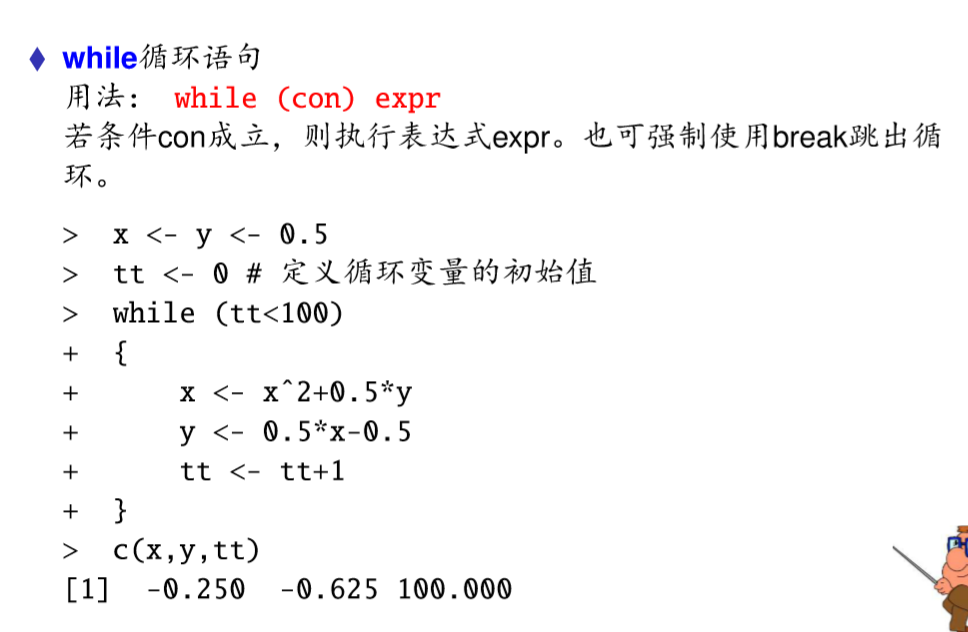 while循环语句
用法： while (con) expr
若条件con成立，则执行表达式expr。也可强制使用break跳出循
环。
> x <- y <- 0.5
> tt <- 0 # 定义循环变量的初始值
> while (tt<100)
+ {
+     x <- x^2+0.5*y
+     y <- 0.5*x-0.5
+     tt <- tt+1
+ }
> c(x,y,tt)
[1]  -0.250  -0.625 100.000